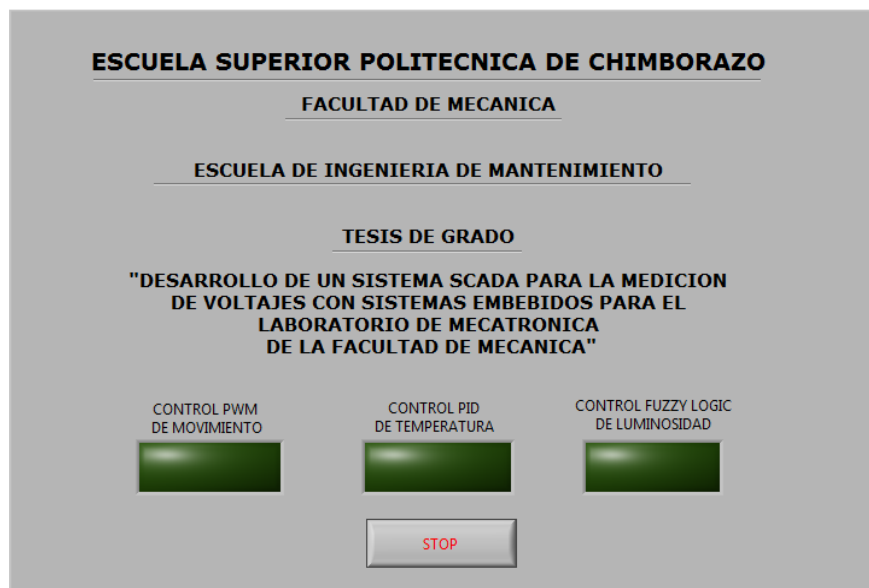 ESCUELA SUPERIOR POLITECNICA DE CHIMBORAZO
FACULTAD DE MECANICA
ESCUELA DE INGENIERIA DE MANTENIMIENTO
TESIS DE GRADO
"DESARROLLO DE UN SISTEMA SCADA PARA LA MEDICION
DE VOLTAJES CON SISTEMAS EMBEBIDOS PARA EL
LABORATORIO DE MECATRONICA
DE LA FACULTAD DE MECANICA"
CONTROL PWM
DE MOVIMIENTO
CONTROL PID
DE TEMPERATURA
CONTROL FUZZY LOGIC
DE LUMINOSIDAD
STOP